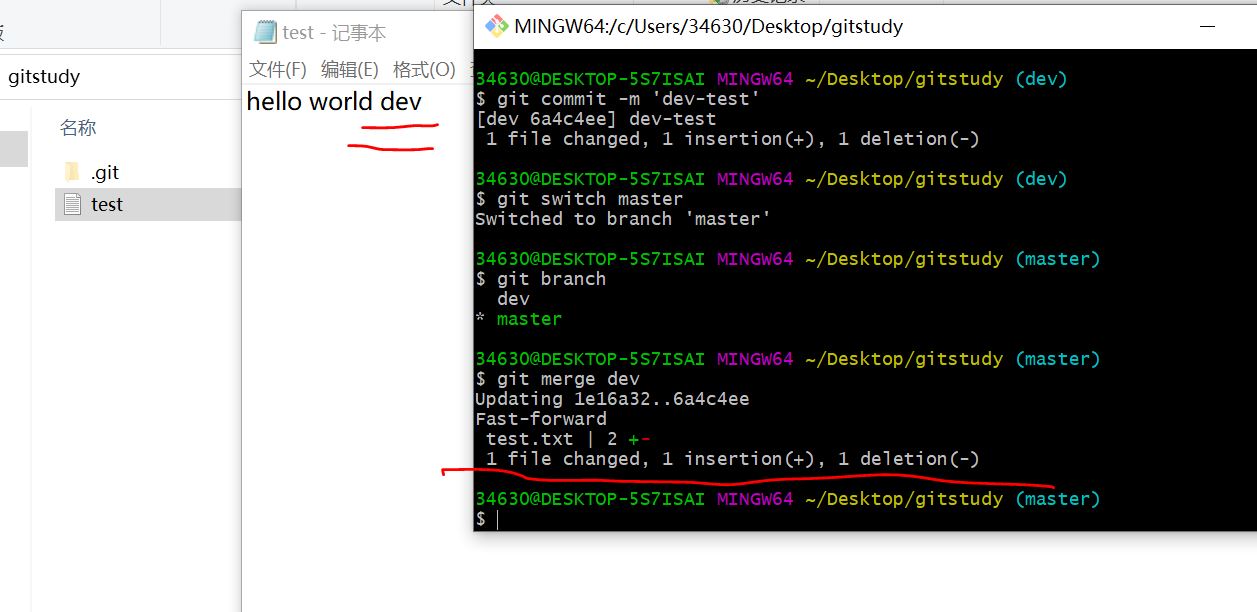 gitstudy
名称
.git
test
test - 记事本
文件(F) 编辑(E) 格式(O)
hello world dev
MINGW64:/c/Users/34630/Desktop/gitstudy
34630@DESKTOP-5S7ISAI MINGW64 ~/Desktop/gitstudy (dev)
$ git commit -m 'dev-test'
[dev 6a4c4ee] dev-test
1 file changed, 1 insertion(+), 1 deletion(-)
34630@DESKTOP-5S7ISAI MINGW64 ~/Desktop/gitstudy (dev)
$ git switch master
Switched to branch 'master'
34630@DESKTOP-5S7ISAI MINGW64 ~/Desktop/gitstudy (master)
$ git branch
dev
* master
34630@DESKTOP-5S7ISAI MINGW64 ~/Desktop/gitstudy (master)
$ git merge dev
Updating 1e16a32..6a4c4ee
Fast-forward
test.txt | 2 +-
1 file changed, 1 insertion(+), 1 deletion(-)
34630@DESKTOP-5S7ISAI MINGW64 ~/Desktop/gitstudy (master)
$